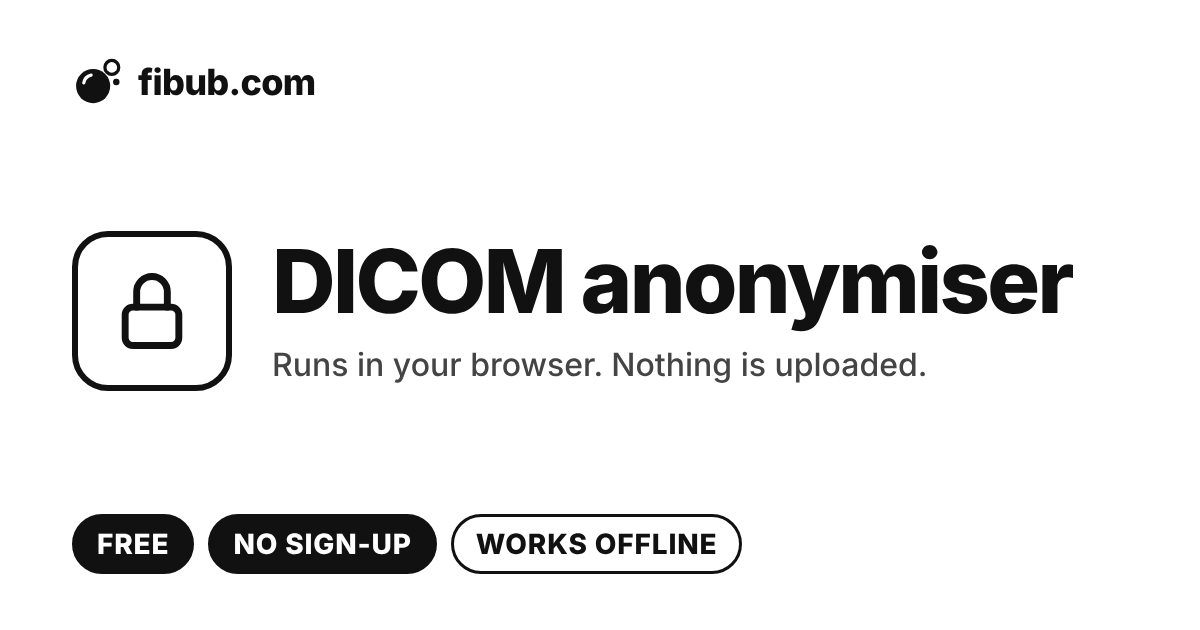 fibub.com
DICOM anonymiser
Runs in your browser. Nothing is uploaded.
FREE NO SIGN-UP WORKS OFFLINE